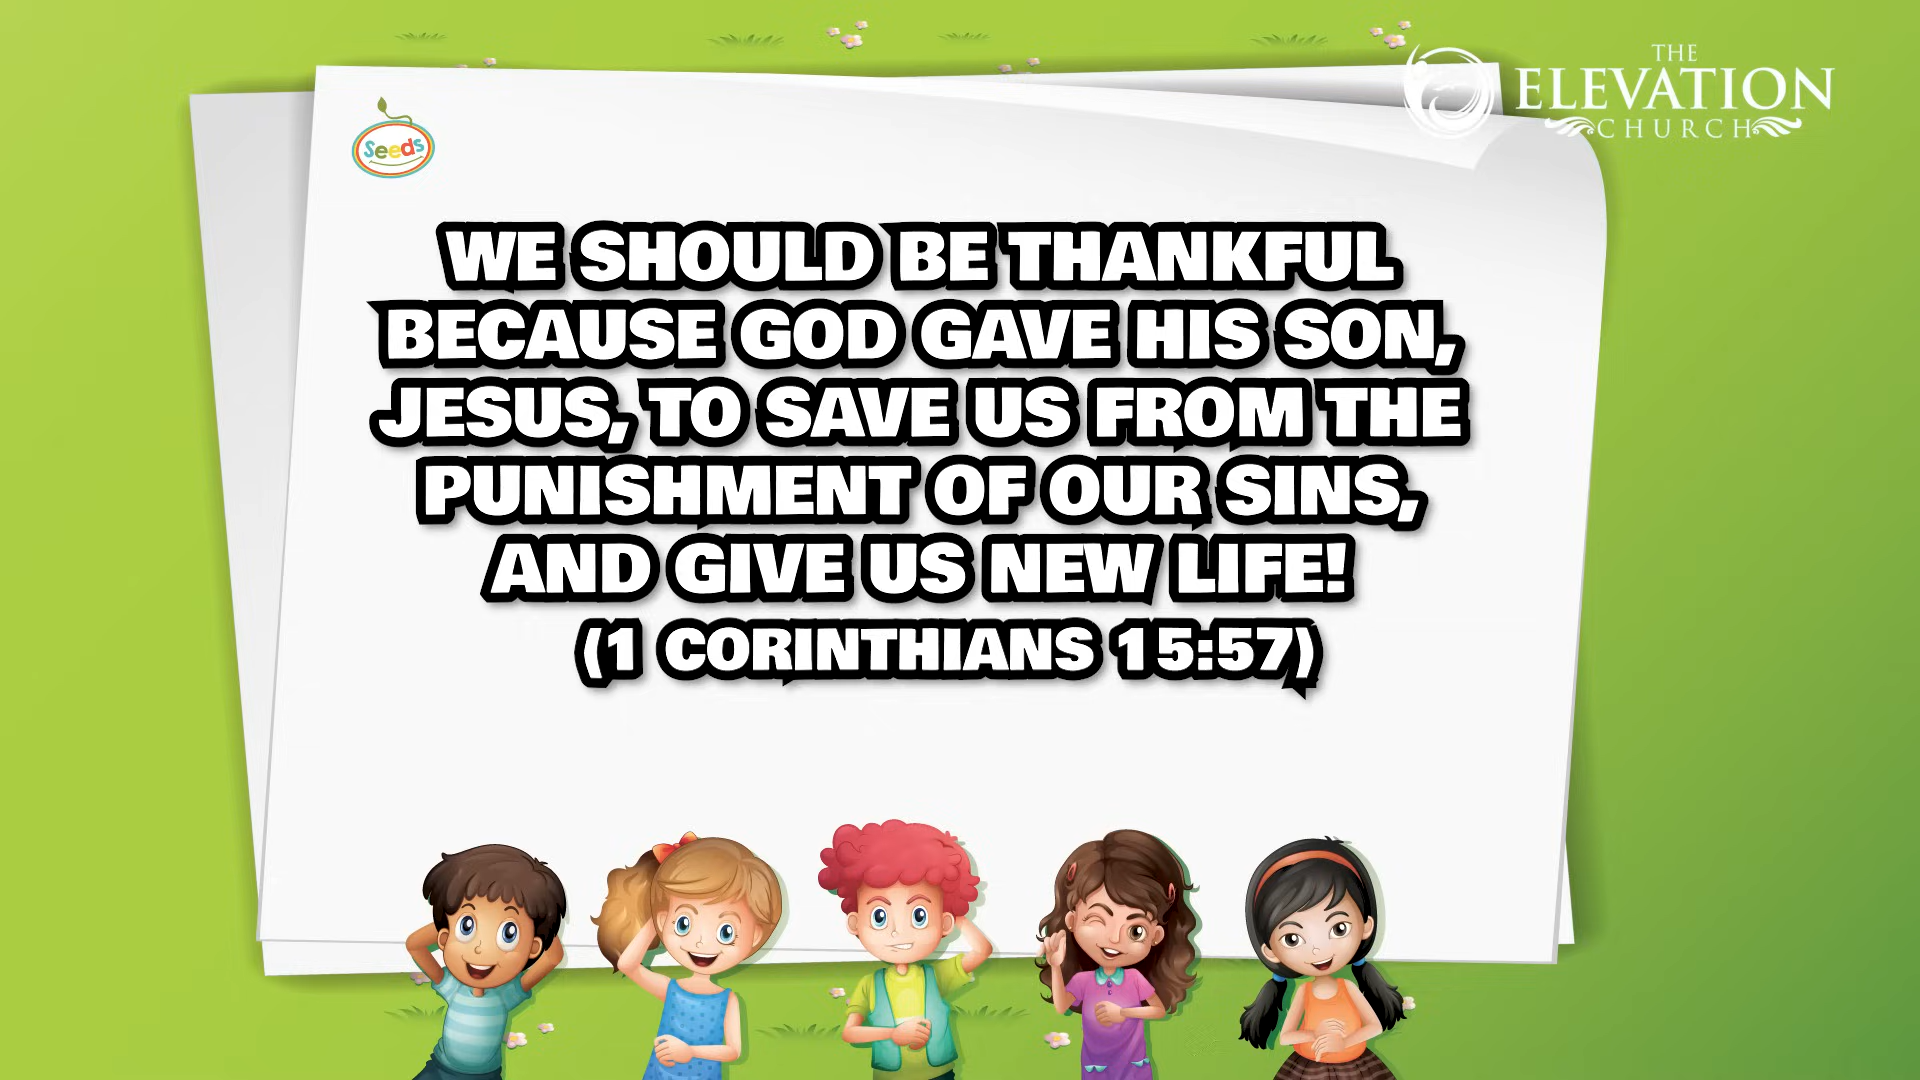 THE
ELEVATION
CHURCH
Seeds
WE SHOULD BE THANKFUL
BECAUSE GOD GAVE HIS SON,
JESUS, TO SAVE US FROM THE
PUNISHMENT OF OUR SINS,
AND GIVE US NEW LIFE!
(1 CORINTHIANS 15:57)